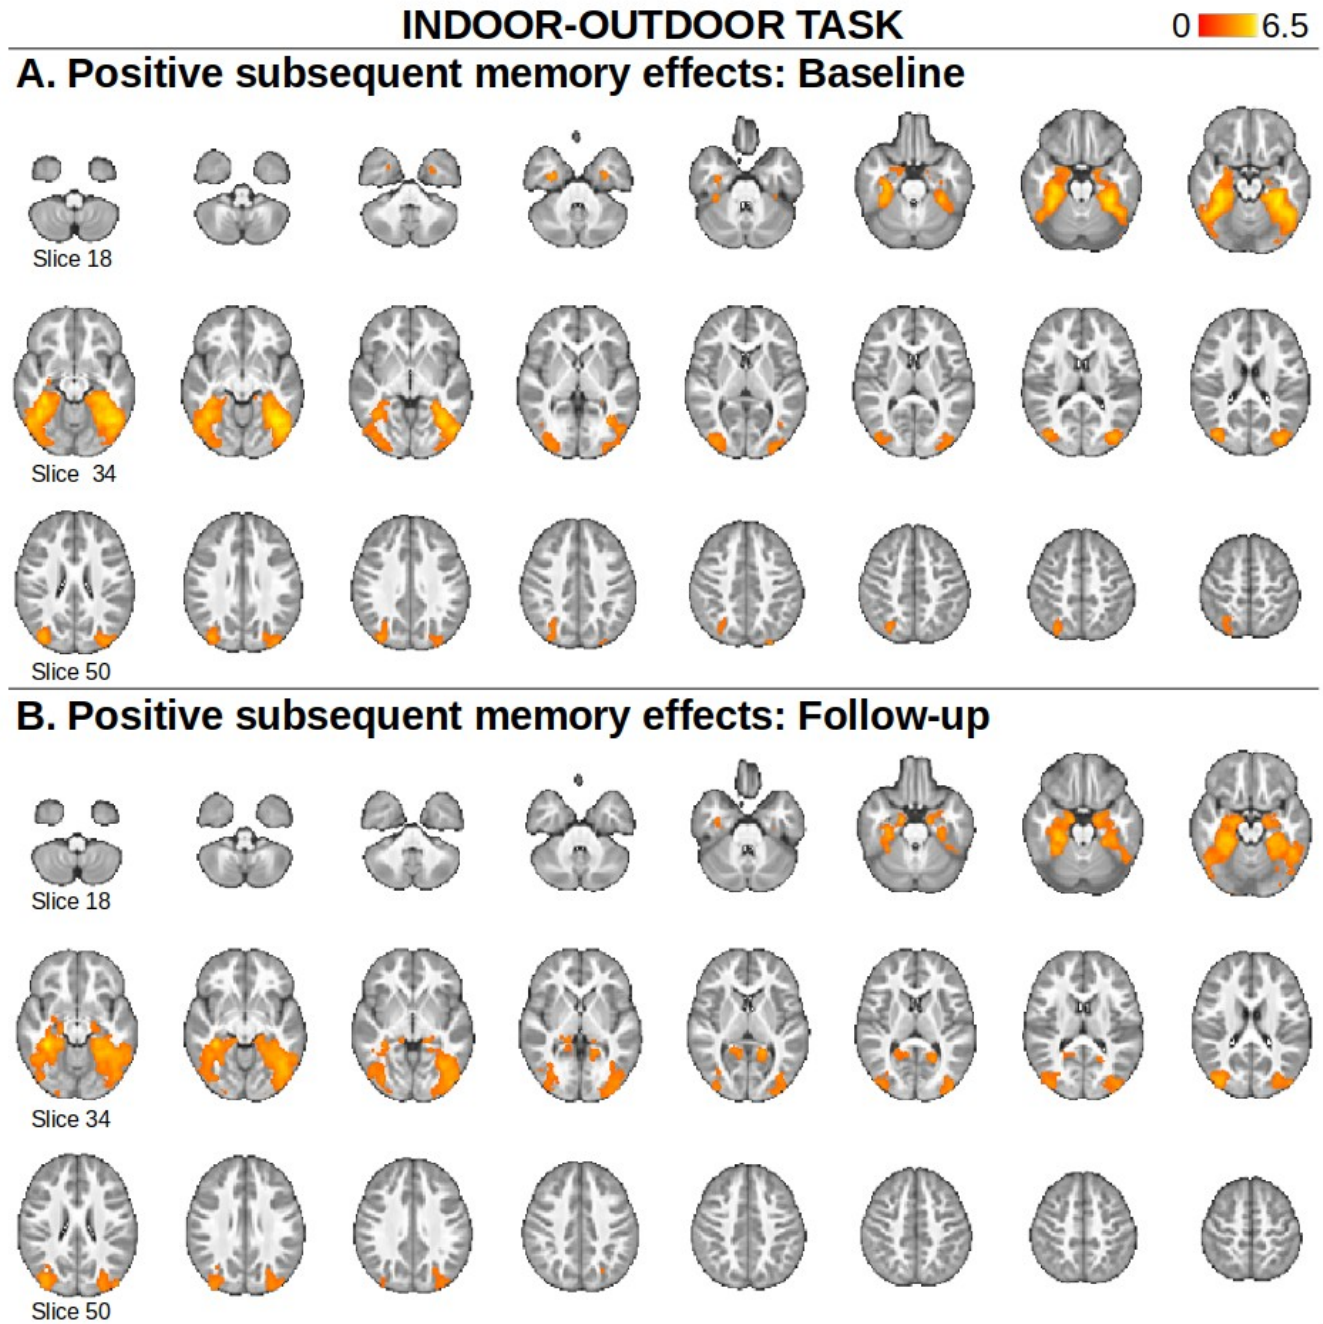 INDOOR-OUTDOOR TASK
0 6.5
A. Positive subsequent memory effects: Baseline
Slice 18
Slice 34
Slice 50
B. Positive subsequent memory effects: Follow-up
Slice 18
Slice 34
Slice 50